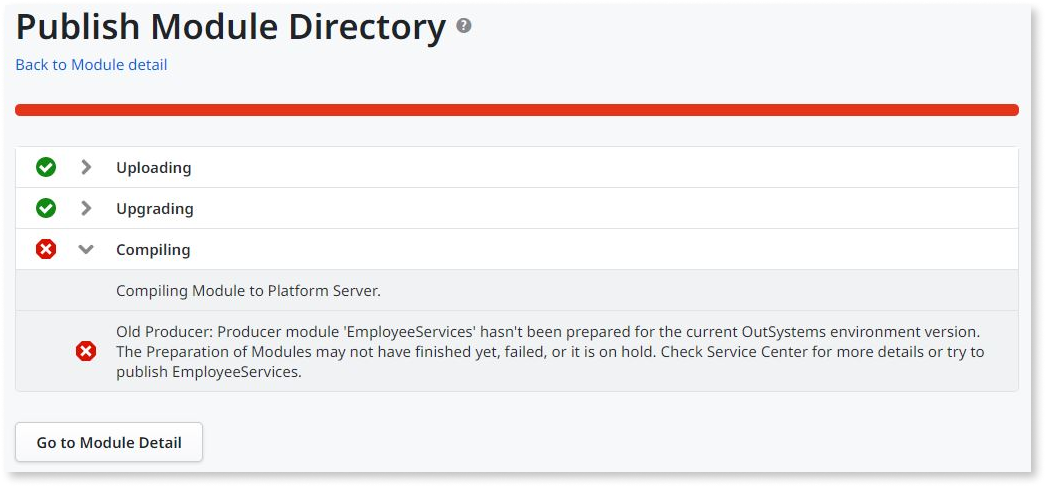 Publish Module Directory ?
Back to Module detail
Uploading
Upgrading
Compiling
Compiling Module to Platform Server.
Old Producer: Producer module 'EmployeeServices' hasn't been prepared for the current OutSystems environment version.
The Preparation of Modules may not have finished yet, failed, or it is on hold. Check Service Center for more details or try to
publish EmployeeServices.
Go to Module Detail